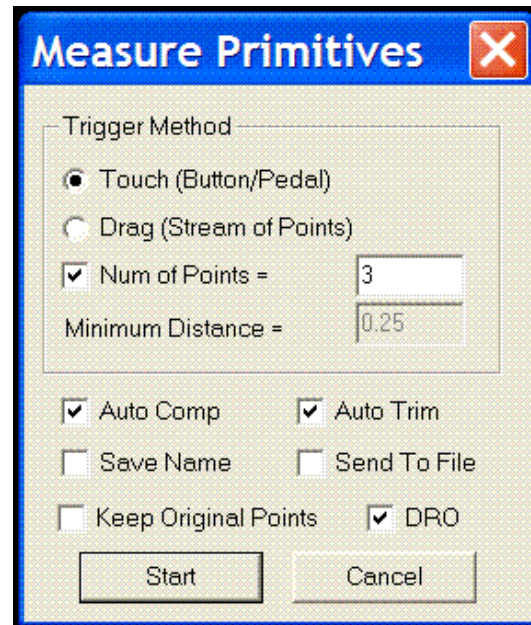 Measure Primitives
Trigger Method
Touch (Button/Pedal)
Drag (Stream of Points)
Num of Points = 3
Minimum Distance = 0.25
Auto Comp Auto Trim
Save Name Send To File
Keep Original Points DRO
Start Cancel